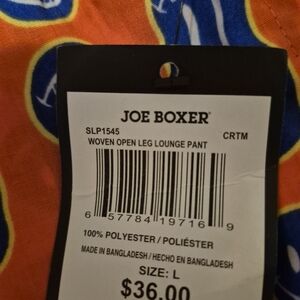 JOE BOXER®
SLP1545 CRTM
WOVEN OPEN LEG LOUNGE PANT
6 57784 19716 9
100% POLYESTER / POLIÉSTER
MADE IN BANGLADESH / HECHO EN BANGLADESH
SIZE: L
$36.00